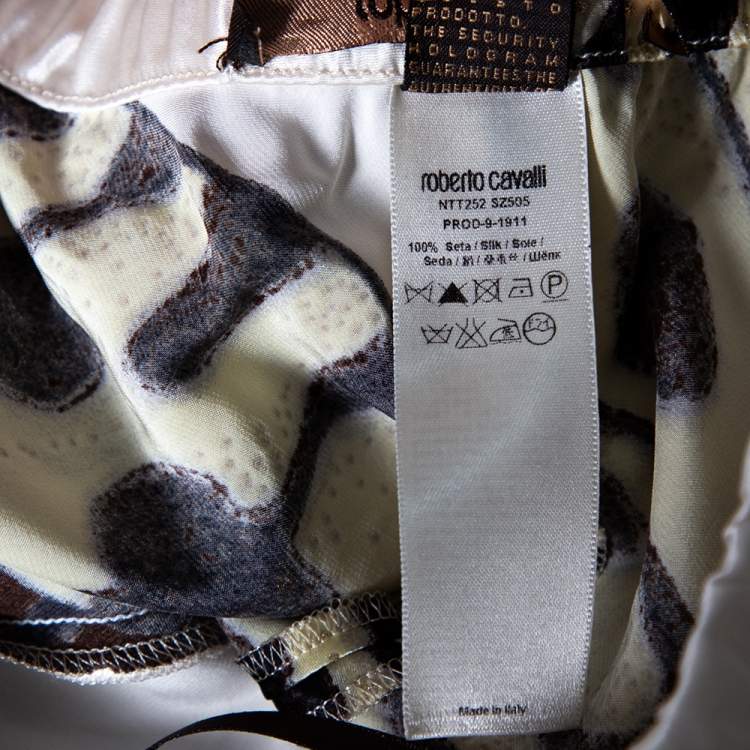 PRODOTTO.
THE SECURITY
HOLOGRAM
GUARANTEES THE
roberto cavalli
NTT252 SZ505
PROD-9-1911
100% Seta / Silk / Soie /
Seda / 絹 / 桑蚕丝 / Шёлк
P
Made in Italy